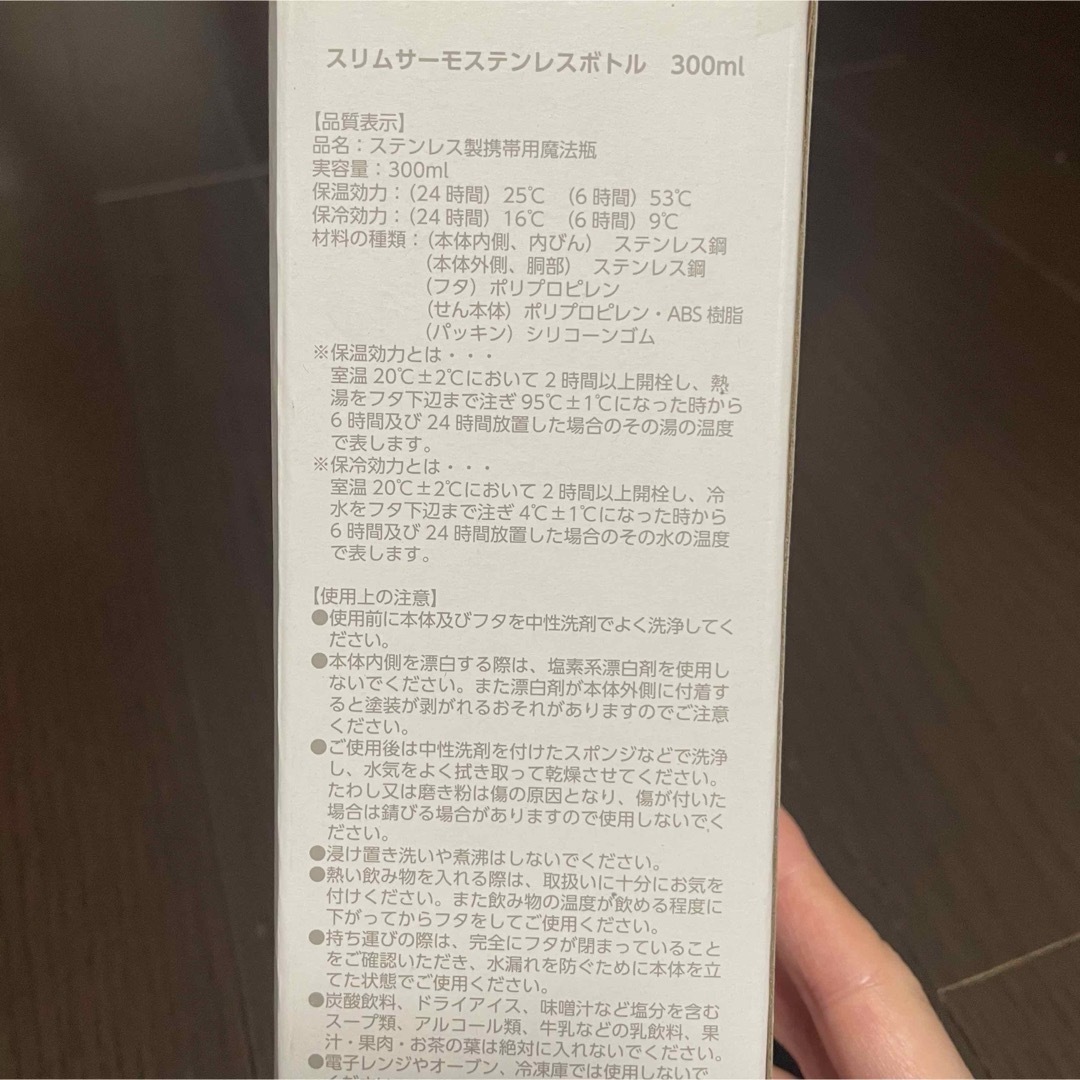 スリムサーモステンレスボトル　300ml
【品質表示】
品名：ステンレス製携帯用魔法瓶
実容量：300ml
保温効力：（24時間）25℃　（6時間）53℃
保冷効力：（24時間）16℃　（6時間）9℃
材料の種類：（本体内側、内びん）　ステンレス鋼
（本体外側、胴部）　ステンレス鋼
（フタ）ポリプロピレン
（せん本体）ポリプロピレン・ABS樹脂
（パッキン）シリコーンゴム
※保温効力とは・・・
室温20℃±2℃において2時間以上開栓し、熱
湯をフタ下辺まで注ぎ95℃±1℃になった時から
6時間及び24時間放置した場合のその湯の温度
で表します。
※保冷効力とは・・・
室温20℃±2℃において2時間以上開栓し、冷
水をフタ下辺まで注ぎ4℃±1℃になった時から
6時間及び24時間放置した場合のその水の温度
で表します。
【使用上の注意】
●使用前に本体及びフタを中性洗剤でよく洗浄してく
ださい。
●本体内側を漂白する際は、塩素系漂白剤を使用し
ないでください。また漂白剤が本体外側に付着す
ると塗装が剥がれるおそれがありますのでご注意
ください。
●ご使用後は中性洗剤を付けたスポンジなどで洗浄
し、水気をよく拭き取って乾燥させてください。
たわし又は磨き粉は傷の原因となり、傷が付いた
場合は錆びる場合がありますので使用しないでく
ださい。
●浸け置き洗いや煮沸はしないでください。
●熱い飲み物を入れる際は、取扱いに十分にお気を
付けください。また飲み物の温度が飲める程度に
下がってからフタをしてご使用ください。
●持ち運びの際は、完全にフタが閉まっていること
をご確認いただき、水漏れを防ぐために本体を立
てた状態でご使用ください。
●炭酸飲料、ドライアイス、味噌汁など塩分を含む
スープ類、アルコール類、牛乳などの乳飲料、果
汁・果肉・お茶の葉は絶対に入れないでください。
●電子レンジやオーブン、冷凍庫では使用しないで